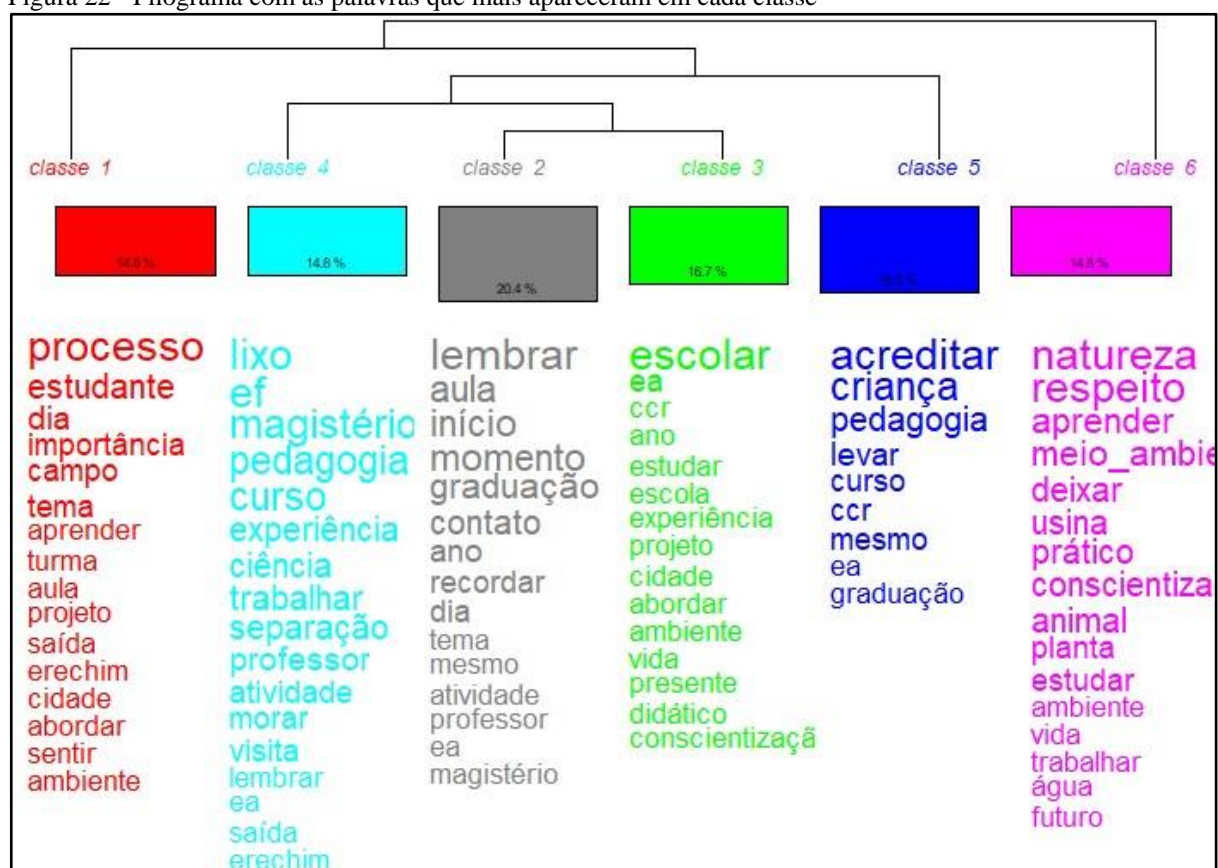 Figura 22 - Filograma com as palavras que mais apareceram em cada classe
classe 1
classe 4
classe 2
classe 3
classe 5
classe 6
14.8 %
14.8 %
20.4 %
16.7 %
14.8 %
processo
estudante
dia
importância
campo
tema
aprender
turma
aula
projeto
saída
erechim
cidade
abordar
sentir
ambiente
lixo
ef
magistério
pedagogia
curso
experiência
ciência
trabalhar
separação
professor
atividade
morar
visita
lembrar
ea
saída
erechim
lembrar
aula
início
momento
graduação
contato
ano
recordar
dia
tema
mesmo
atividade
professor
ea
magistério
escolar
ea
ccr
ano
estudar
escola
experiência
projeto
cidade
abordar
ambiente
vida
presente
didático
conscientizaçã
acreditar
criança
pedagogia
levar
curso
ccr
mesmo
ea
graduação
natureza
respeito
aprender
meio_ambie
deixar
usina
prático
conscientiza
animal
planta
estudar
ambiente
vida
trabalhar
água
futuro